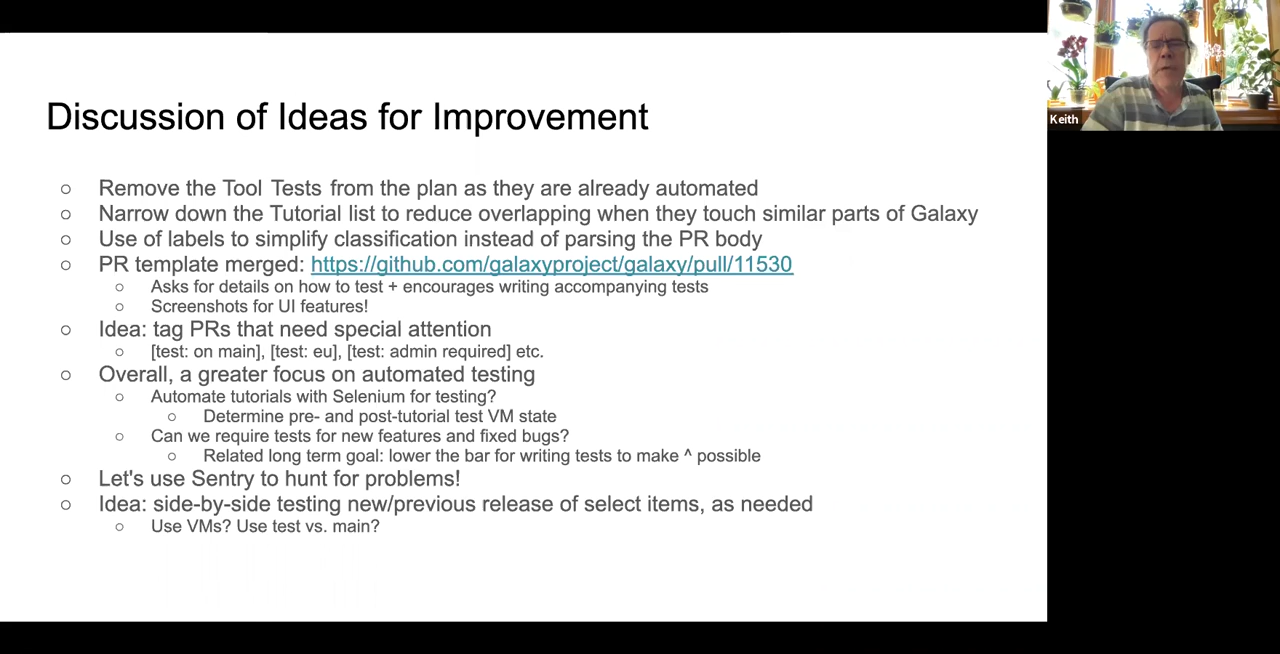 Discussion of Ideas for Improvement
Remove the Tool Tests from the plan as they are already automated
Narrow down the Tutorial list to reduce overlapping when they touch similar parts of Galaxy
Use of labels to simplify classification instead of parsing the PR body
PR template merged: https://github.com/galaxyproject/galaxy/pull/11530
Asks for details on how to test + encourages writing accompanying tests
Screenshots for UI features!
Idea: tag PRs that need special attention
[test: on main], [test: eu], [test: admin required] etc.
Overall, a greater focus on automated testing
Automate tutorials with Selenium for testing?
Determine pre- and post-tutorial test VM state
Can we require tests for new features and fixed bugs?
Related long term goal: lower the bar for writing tests to make ^ possible
Let's use Sentry to hunt for problems!
Idea: side-by-side testing new/previous release of select items, as needed
Use VMs? Use test vs. main?
Keith